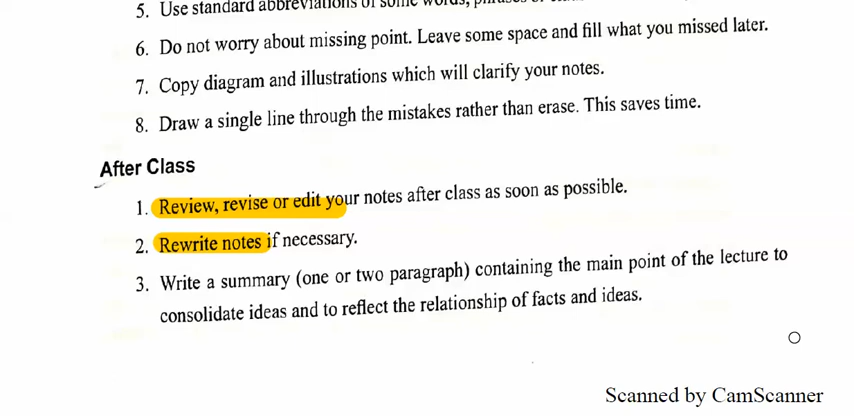 5. Use standard abbreviations of some words,
6. Do not worry about missing point. Leave some space and fill what you missed later.
7. Copy diagram and illustrations which will clarify your notes.
8. Draw a single line through the mistakes rather than erase. This saves time.
After Class
1. Review, revise or edit your notes after class as soon as possible.
2. Rewrite notes if necessary.
3. Write a summary (one or two paragraph) containing the main point of the lecture to
consolidate ideas and to reflect the relationship of facts and ideas.
Scanned by CamScanner